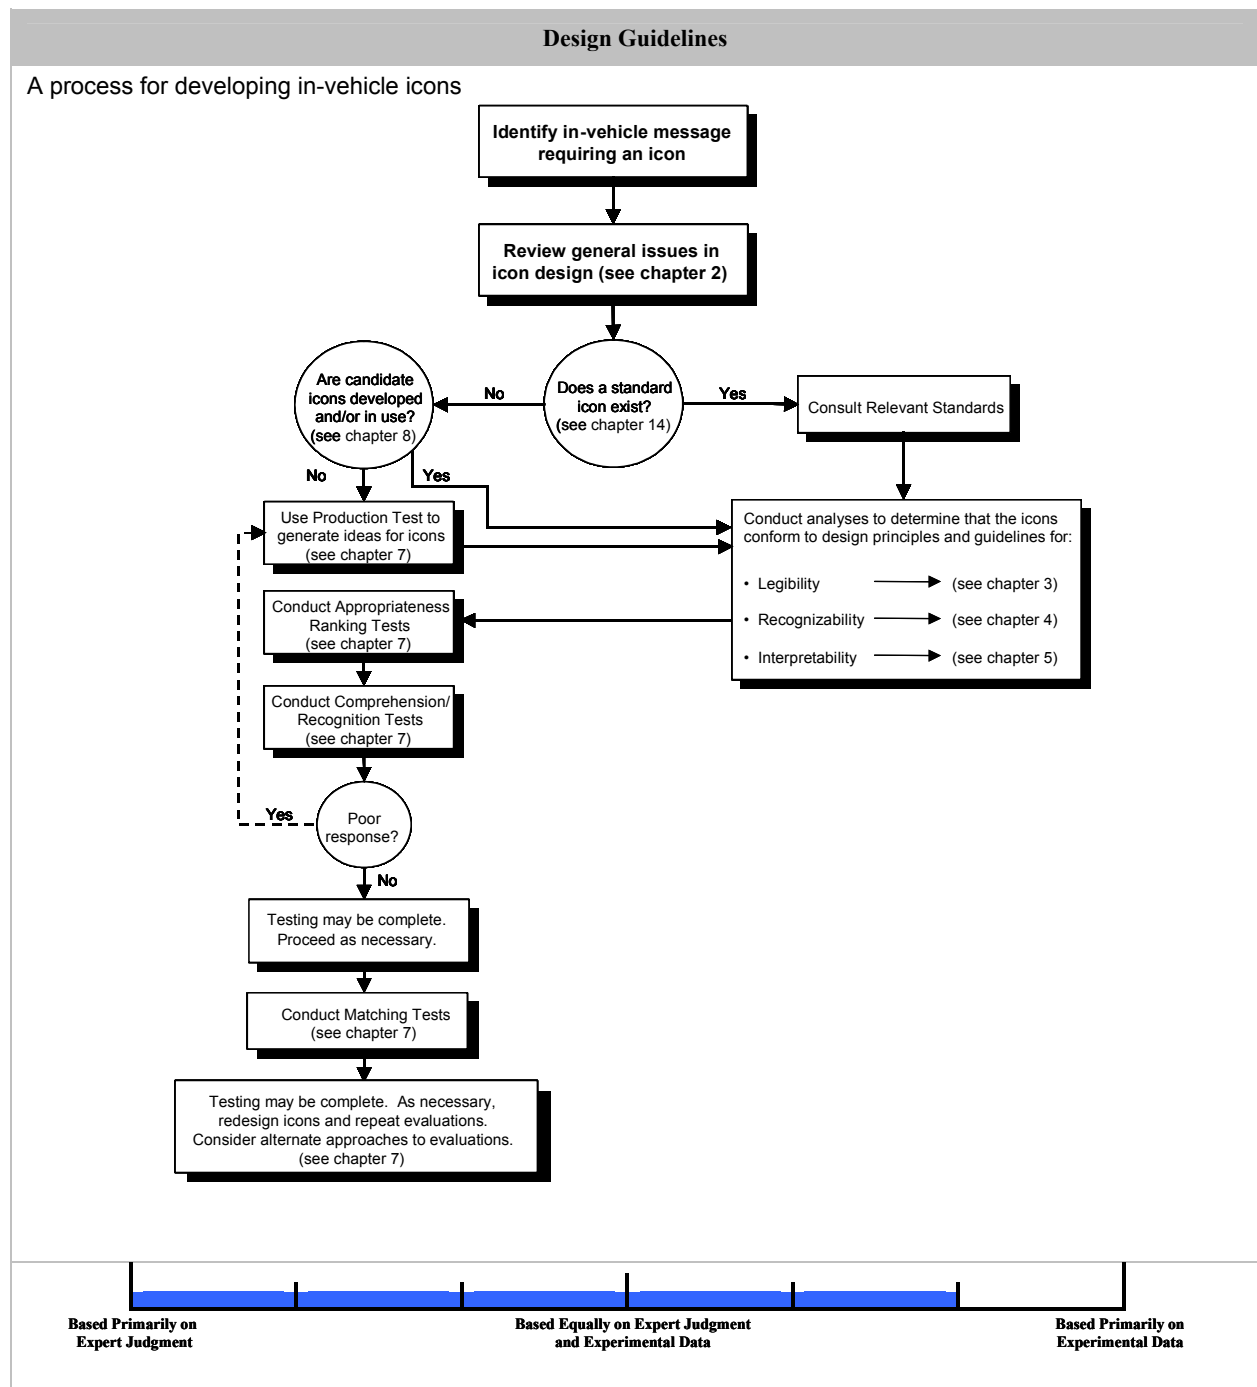 Design Guidelines
A process for developing in-vehicle icons
Identify in-vehicle message
requiring an icon
Review general issues in
icon design (see chapter 2)
Are candidate
icons developed
and/or in use?
(see chapter 8)
No
Does a standard
icon exist?
(see chapter 14)
Yes
Consult Relevant Standards
No
Yes
Use Production Test to
generate ideas for icons
(see chapter 7)
Conduct analyses to determine that the icons
conform to design principles and guidelines for:
• Legibility (see chapter 3)
• Recognizability (see chapter 4)
• Interpretability (see chapter 5)
Conduct Appropriateness
Ranking Tests
(see chapter 7)
Conduct Comprehension/
Recognition Tests
(see chapter 7)
Yes
Poor
response?
No
Testing may be complete.
Proceed as necessary.
Conduct Matching Tests
(see chapter 7)
Testing may be complete. As necessary,
redesign icons and repeat evaluations.
Consider alternate approaches to evaluations.
(see chapter 7)
Based Primarily on
Expert Judgment
Based Equally on Expert Judgment
and Experimental Data
Based Primarily on
Experimental Data